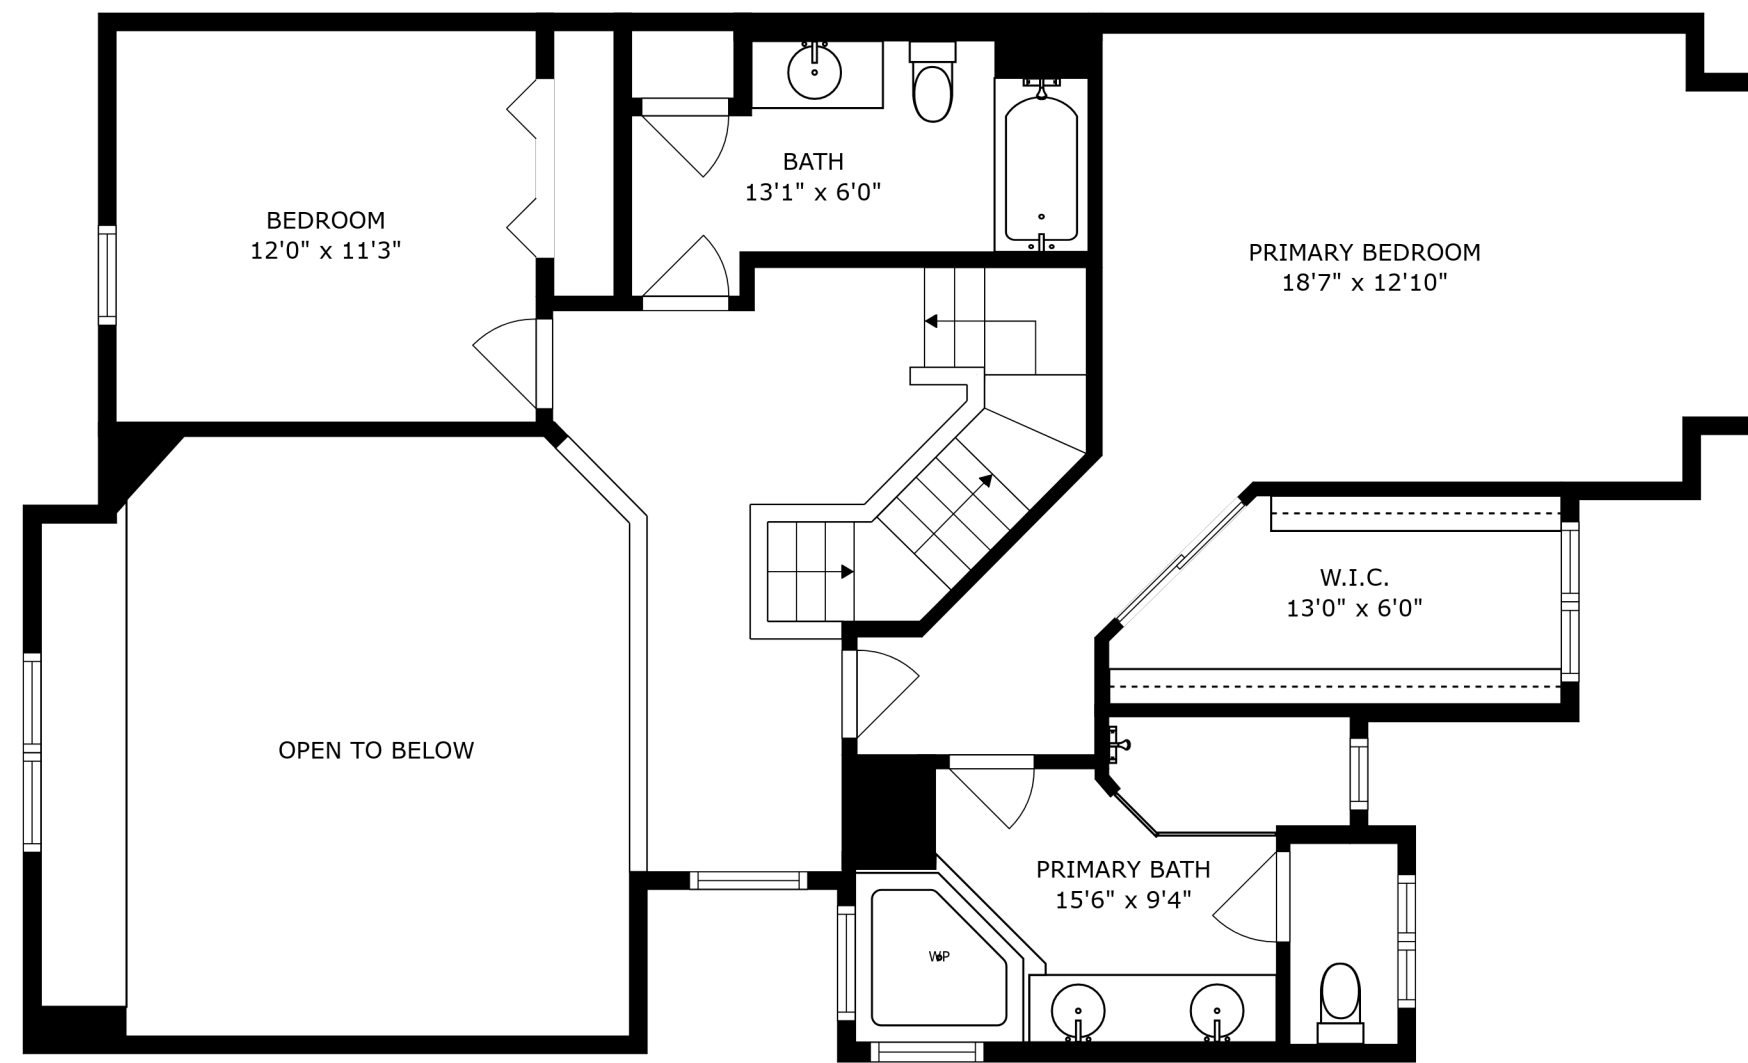 BATH
13'1" x 6'0"
BEDROOM
12'0" x 11'3"
PRIMARY BEDROOM
18'7" x 12'10"
W.I.C.
13'0" x 6'0"
OPEN TO BELOW
PRIMARY BATH
15'6" x 9'4"
WP